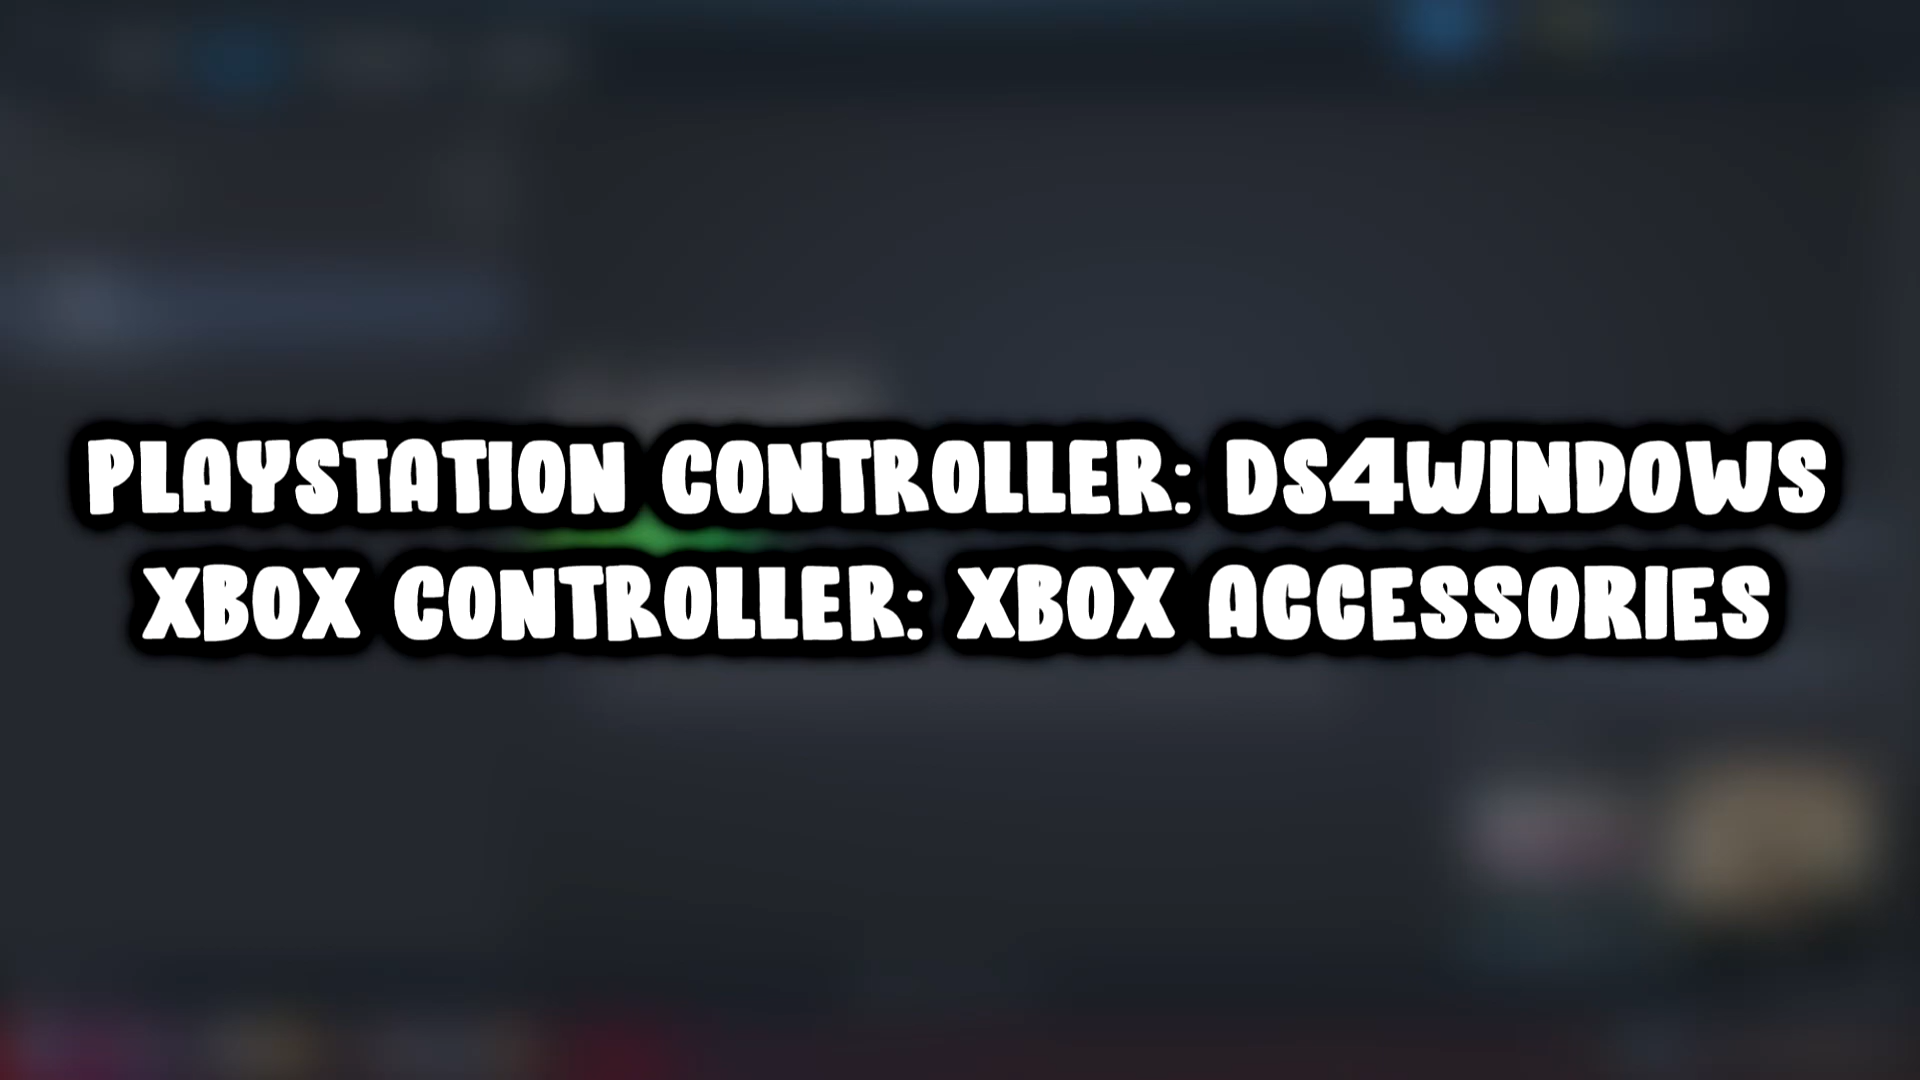 PLAYSTATION CONTROLLER: DS4WINDOWS
XBOX CONTROLLER: XBOX ACCESSORIES